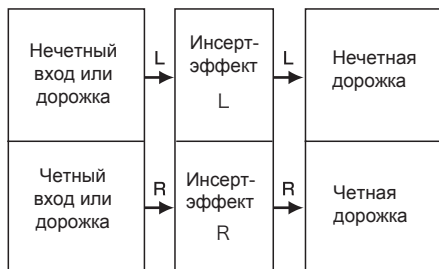 Нечетный
вход или
дорожка
L
Инсерт-
эффект
L
L
Нечетная
дорожка
Четный
вход или
дорожка
R
Инсерт-
эффект
R
R
Четная
дорожка